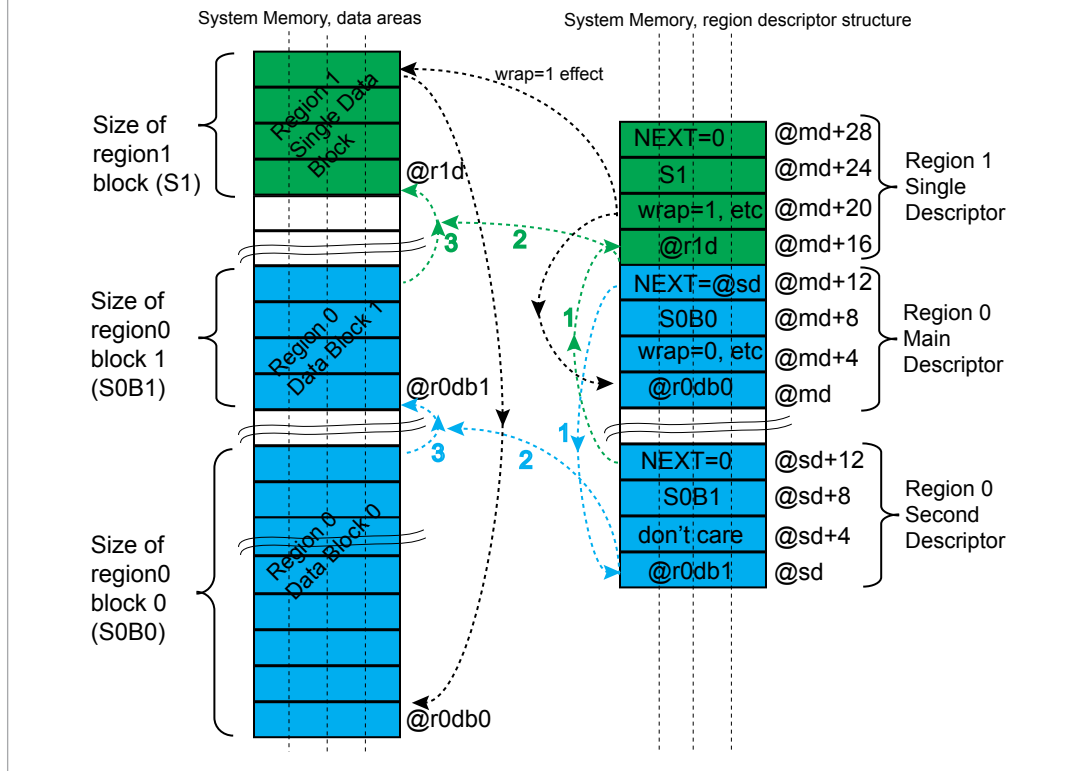 System Memory, data areas
System Memory, region descriptor structure
wrap=1 effect
Size of
region1
block (S1)
Region 1
Single Data
Block
@r1d
3
2
1
Size of
region0
block 1
(S0B1)
Region 0
Data Block 1
@r0db1
3
2
1
Size of
region0
block 0
(S0B0)
Region 0
Data Block 0
@r0db0
NEXT=0
@md+28
S1
@md+24
wrap=1, etc
@md+20
@r1d
@md+16
Region 1
Single
Descriptor
NEXT=@sd
@md+12
S0B0
@md+8
wrap=0, etc
@md+4
@r0db0
@md
Region 0
Main
Descriptor
NEXT=0
@sd+12
S0B1
@sd+8
don't care
@sd+4
@r0db1
@sd
Region 0
Second
Descriptor